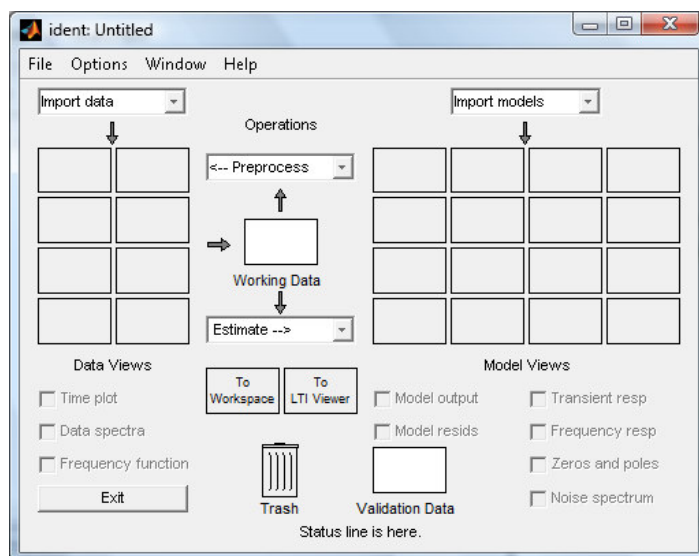 ident: Untitled
File Options Window Help
Import data
Import models
Operations
<-- Preprocess
Working Data
Estimate -->
Data Views
Model Views
To
Workspace
To
LTI Viewer
Time plot
Data spectra
Frequency function
Model output
Model resids
Transient resp
Frequency resp
Zeros and poles
Noise spectrum
Exit
Trash
Validation Data
Status line is here.